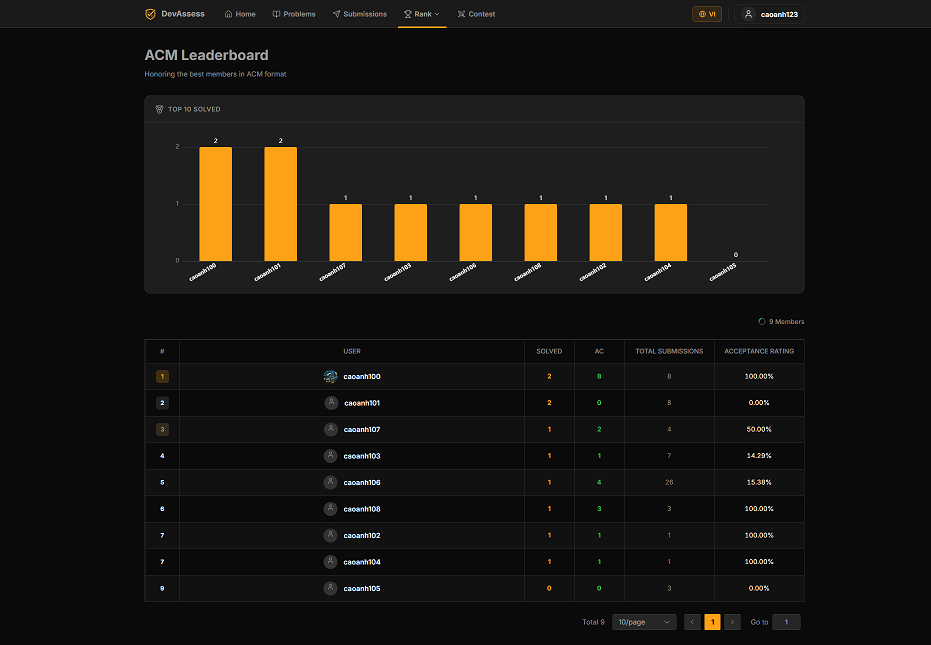 DevAssess Home Problems Submissions Rank Contest VI caoanh123
ACM Leaderboard
Honoring the best members in ACM format
TOP 10 SOLVED
2 2
2
1 1 1 1 1 1
1
0
0
caoanh100 caoanh101 caoanh107 caoanh103 caoanh106 caoanh108 caoanh102 caoanh104 caoanh105
9 Members
# USER SOLVED AC TOTAL SUBMISSIONS ACCEPTANCE RATING
1 caoanh100 2 8 8 100.00%
2 caoanh101 2 0 8 0.00%
3 caoanh107 1 2 4 50.00%
4 caoanh103 1 1 7 14.29%
5 caoanh106 1 4 26 15.38%
6 caoanh108 1 3 3 100.00%
7 caoanh102 1 1 1 100.00%
7 caoanh104 1 1 1 100.00%
9 caoanh105 0 0 3 0.00%
Total 9 10/page 1 Go to 1